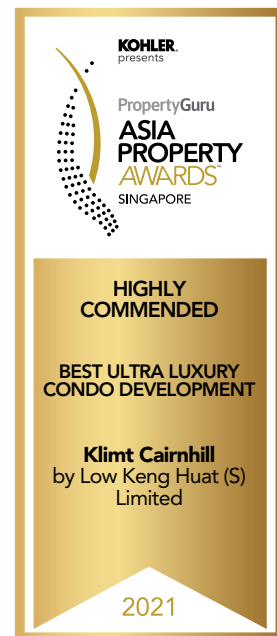 KOHLER.
presents
PropertyGuru
ASIA
PROPERTY
AWARDS™
SINGAPORE
HIGHLY
COMMENDED
BEST ULTRA LUXURY
CONDO DEVELOPMENT
Klimt Cairnhill
by Low Keng Huat (S)
Limited
2021